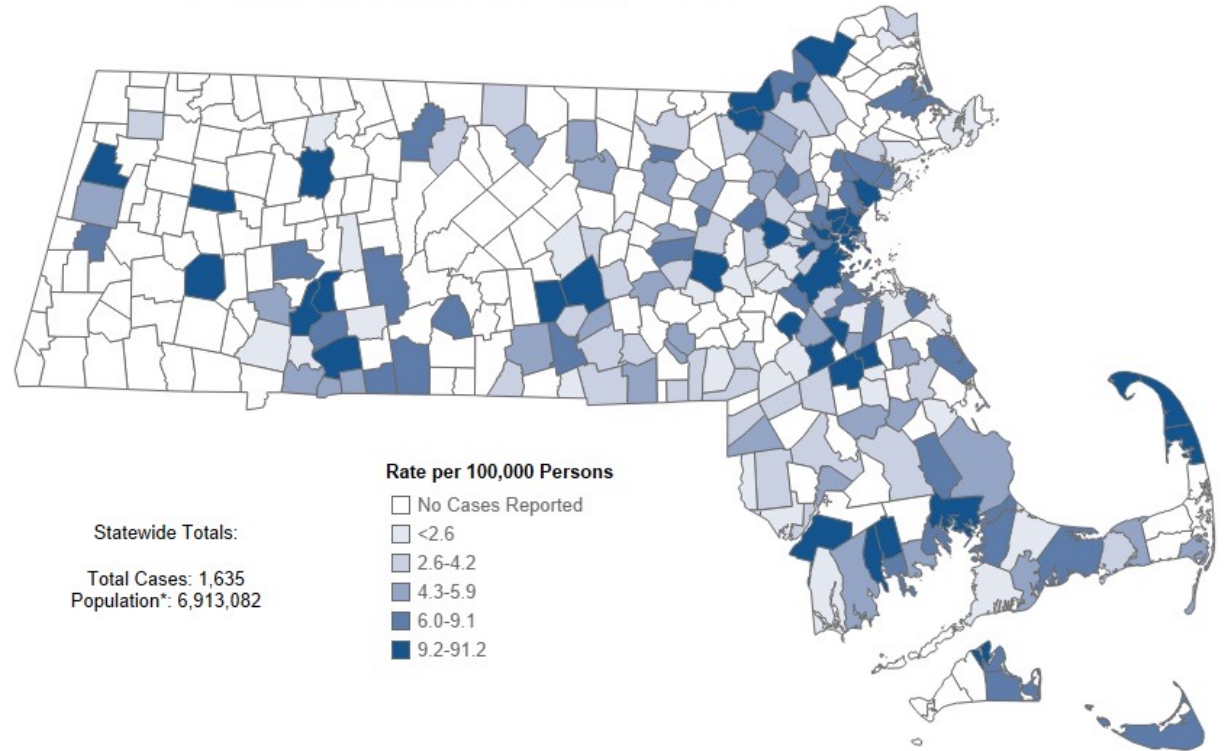 Rate per 100,000 Persons
No Cases Reported
<2.6
2.6-4.2
4.3-5.9
6.0-9.1
9.2-91.2
Statewide Totals:
Total Cases: 1,635
Population*: 6,913,082